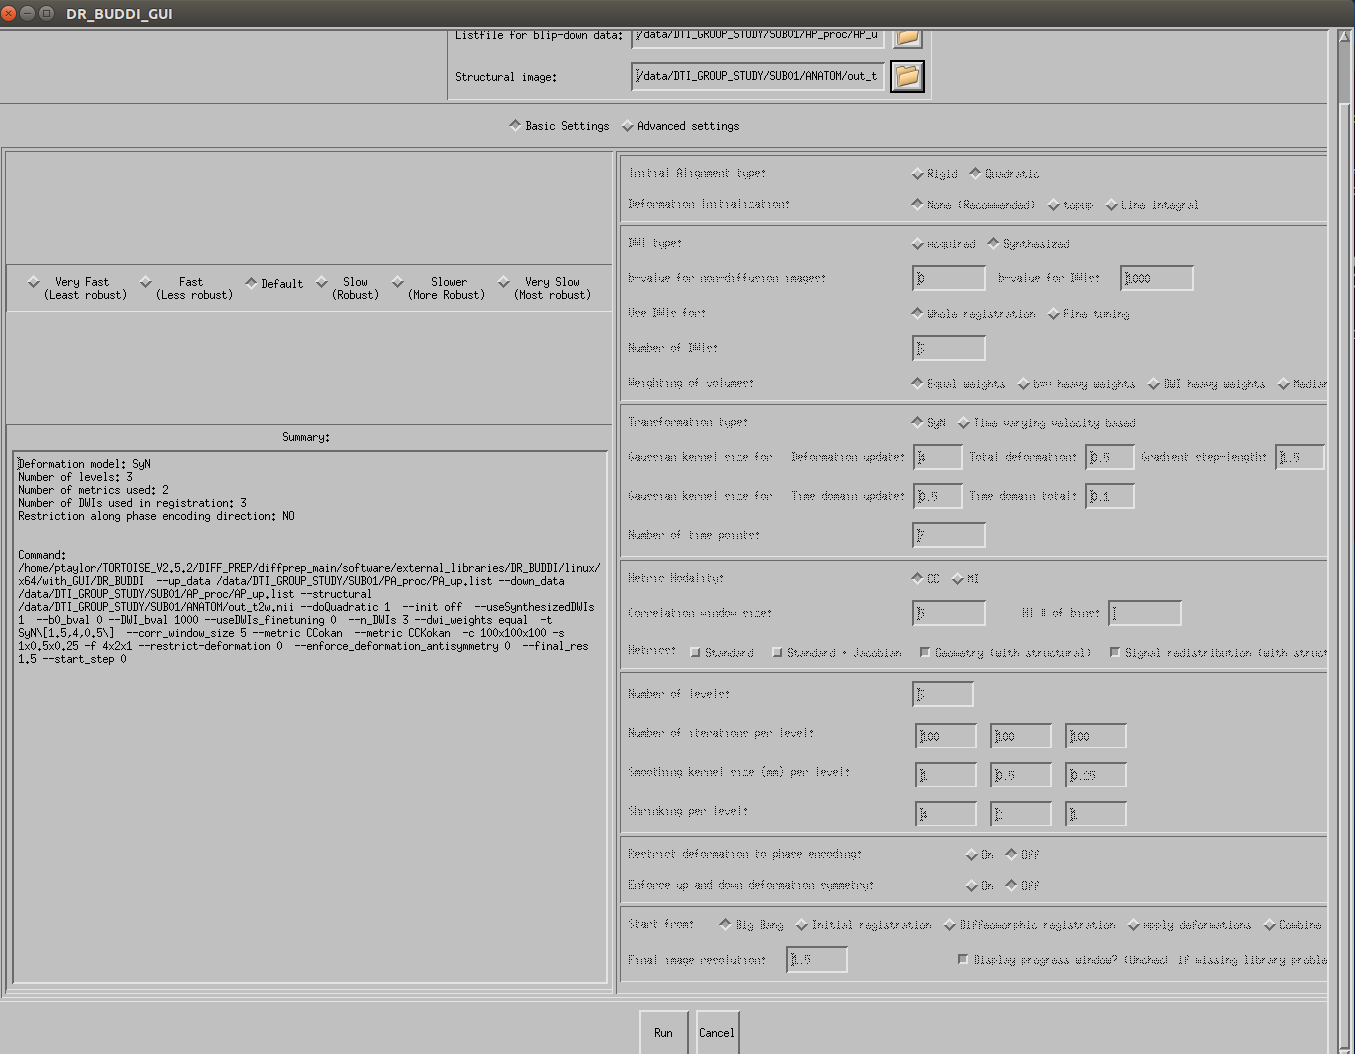 DR_BUDDI_GUI
Listfile for blip-down data: /data/DTI_GROUP_STUDY/SUB01/AP_proc/AP_u
Structural image: /data/DTI_GROUP_STUDY/SUB01/ANATOM/out_t
Basic Settings Advanced settings
Initial Alignment type: Rigid Quadratic
Deformation Initialization: None (Recommended) topup Line integral
DWI type: Acquired Synthesized
b-value for non-diffusion images: 0 b-value for DWIs: 1000
Very Fast Fast Default Slow Slower Very Slow
(Least robust) (Less robust) (Robust) (More Robust) (Most robust)
Use DWIs for: Whole registration Fine tuning
Number of DWIs:
Weighting of volumes: Equal weights b=0 heavy weights DWI heavy weights Median
Transformation type: SyN Time varying velocity based
Gaussian kernel size for Deformation update: 4 Total deformation: 0.5 Gradient step-length: 1.5
Gaussian kernel size for Time domain update: 0.5 Time domain total: 0.1
Number of time points:
Metric Modality: CC MI
Correlation window size: 5 MI # of bins:
Metrics: Standard Standard + Jacobian Geometry (with structural) Signal redistribution (with struct
Number of levels: 3
Number of iterations per level: 100 100 100
Smoothing kernel size (mm) per level: 1 0.5 0.25
Shrinking per level: 4 2 1
Restrict deformation to phase encoding: On Off
Enforce up and down deformation symmetry: On Off
Start from: Big Bang Initial registration Diffeomorphic registration Apply deformations Combine
Final image resolution: 1.5 Display progress window? (Uncheck if missing library proble
Summary:
Deformation model: SyN
Number of levels: 3
Number of metrics used: 2
Number of DWIs used in registration: 3
Restriction along phase encoding direction: NO
Command:
/home/ptaylor/TORTOISE_V2.5.2/DIFF_PREP/diffprep_main/software/external_libraries/DR_BUDDI/linux/
x64/with_GUI/DR_BUDDI --up_data /data/DTI_GROUP_STUDY/SUB01/PA_proc/PA_up.list --down_data
/data/DTI_GROUP_STUDY/SUB01/AP_proc/AP_up.list --structural
/data/DTI_GROUP_STUDY/SUB01/ANATOM/out_t2w.nii --doQuadratic 1 --init off --useSynthesizedDWIs
1 --b0_bval 0 --DWI_bval 1000 --useDWIs_finetuning 0 --n_DWIs 3 --dwi_weights equal -t
SyN\[1.5,4,0.5\] --corr_window_size 5 --metric CCokan --metric CCKokan -c 100x100x100 -s
1x0.5x0.25 -f 4x2x1 --restrict-deformation 0 --enforce_deformation_antisymmetry 0 --final_res
1.5 --start_step 0
Run Cancel